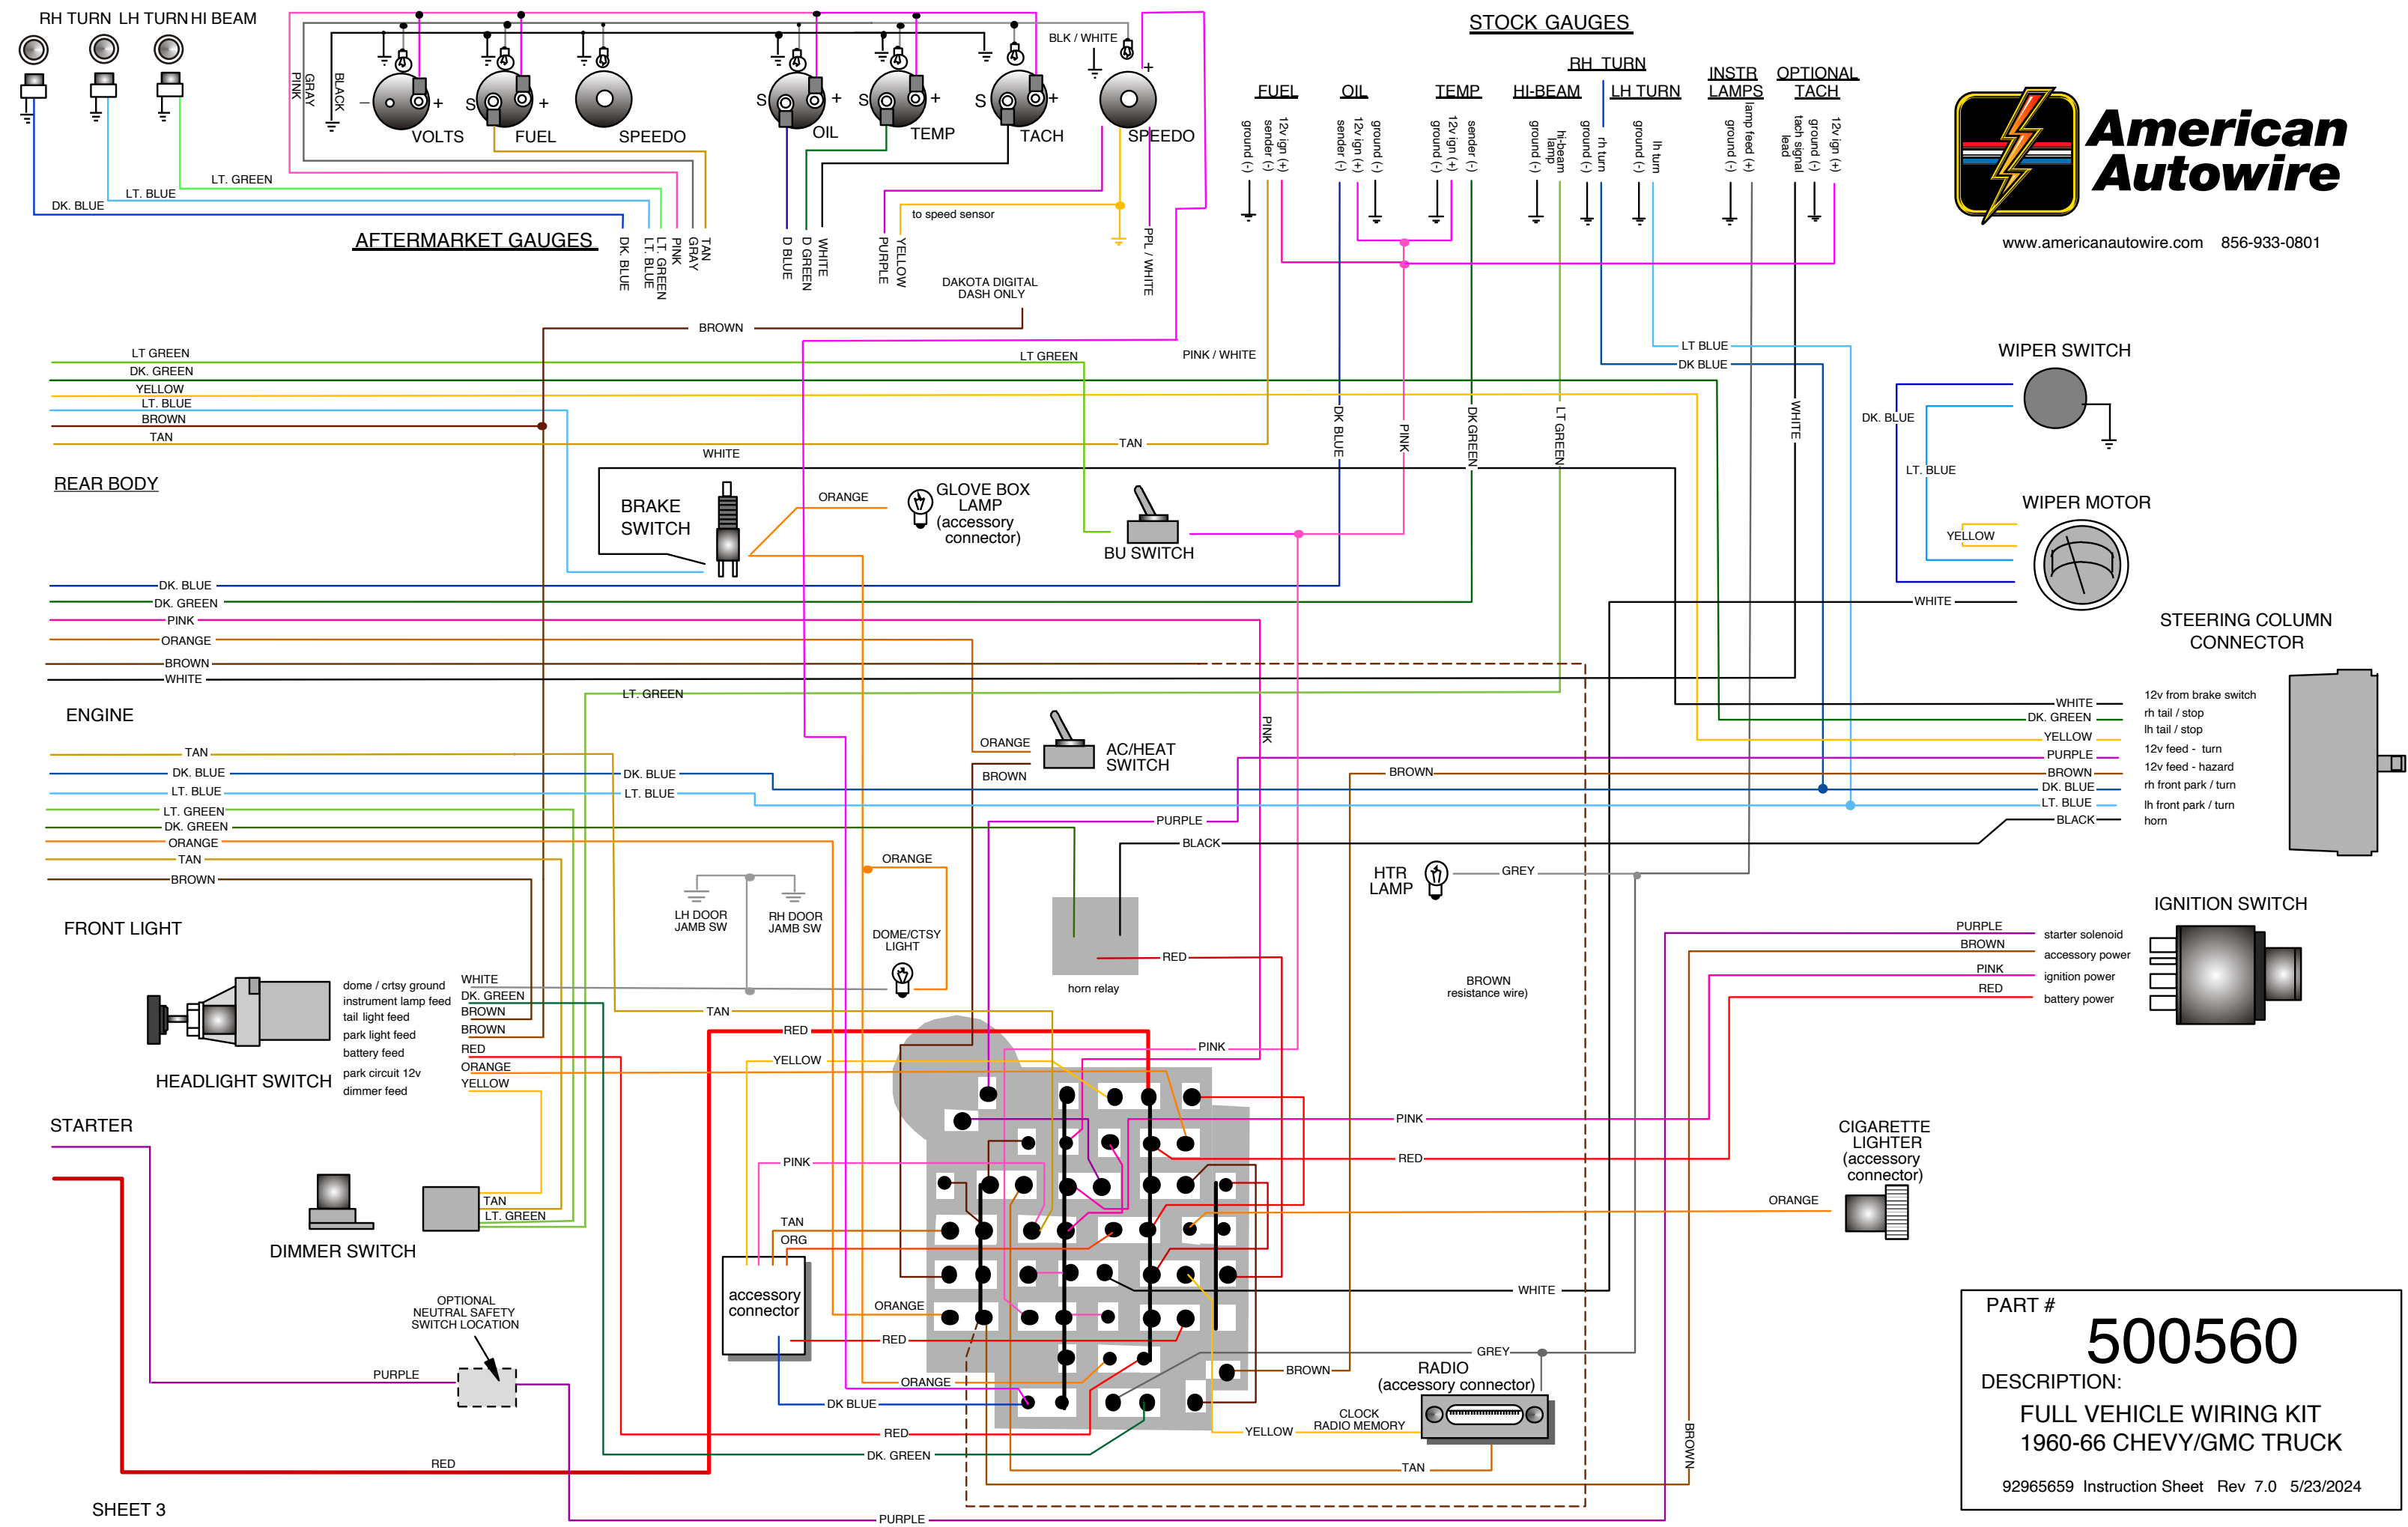 RH TURN LH TURN HI BEAM
PINK
GRAY
BLACK
VOLTS
S
FUEL
SPEEDO
S
OIL
S
TEMP
S
TACH
BLK / WHITE
SPEEDO
− +
+
+
+
+
+
LT. GREEN
LT. BLUE
DK. BLUE
AFTERMARKET GAUGES
DK. BLUE
LT. BLUE
LT. GREEN
PINK
GRAY
TAN
D BLUE
D GREEN
WHITE
PURPLE
YELLOW
to speed sensor
PPL / WHITE
DAKOTA DIGITAL
DASH ONLY
STOCK GAUGES
FUEL
ground (-)
sender (-)
12v ign (+)
OIL
sender (-)
12v ign (+)
ground (-)
TEMP
ground (-)
12v ign (+)
sender (-)
HI-BEAM
ground (-)
hi-beam
lamp
RH TURN
ground (-)
rh turn
LH TURN
ground (-)
lh turn
INSTR
LAMPS
ground (-)
lamp feed (+)
OPTIONAL
TACH
tach signal
lead
ground (-)
12v ign (+)
American
Autowire
www.americanautowire.com 856-933-0801
BROWN
LT GREEN
DK. GREEN
YELLOW
LT. BLUE
BROWN
TAN
REAR BODY
LT GREEN
PINK / WHITE
TAN
WHITE
LT BLUE
DK BLUE
DK BLUE
PINK
DK GREEN
LT GREEN
WHITE
WIPER SWITCH
DK. BLUE
LT. BLUE
WIPER MOTOR
YELLOW
WHITE
BRAKE
SWITCH
ORANGE
GLOVE BOX
LAMP
(accessory
connector)
BU SWITCH
DK. BLUE
DK. GREEN
PINK
ORANGE
BROWN
WHITE
LT. GREEN
ENGINE
PINK
STEERING COLUMN
CONNECTOR
WHITE 12v from brake switch
DK. GREEN rh tail / stop
YELLOW lh tail / stop
PURPLE 12v feed - turn
BROWN 12v feed - hazard
DK. BLUE rh front park / turn
LT. BLUE lh front park / turn
BLACK horn
ORANGE
BROWN
AC/HEAT
SWITCH
TAN
DK. BLUE
LT. BLUE
LT. GREEN
DK. GREEN
ORANGE
TAN
BROWN
DK. BLUE
LT. BLUE
BROWN
PURPLE
BLACK
FRONT LIGHT
LH DOOR
JAMB SW
RH DOOR
JAMB SW
ORANGE
DOME/CTSY
LIGHT
RED
horn relay
HTR
LAMP
GREY
BROWN
resistance wire)
IGNITION SWITCH
PURPLE starter solenoid
BROWN accessory power
PINK ignition power
RED battery power
HEADLIGHT SWITCH
dome / crtsy ground WHITE
instrument lamp feed DK. GREEN
tail light feed BROWN
park light feed BROWN
battery feed RED
park circuit 12v ORANGE
dimmer feed YELLOW
TAN
RED
YELLOW
PINK
PINK
RED
STARTER
PINK
TAN
LT. GREEN
DIMMER SWITCH
TAN
ORG
accessory
connector
ORANGE
RED
ORANGE
DK BLUE
RED
DK. GREEN
WHITE
CIGARETTE
LIGHTER
(accessory
connector)
ORANGE
OPTIONAL
NEUTRAL SAFETY
SWITCH LOCATION
PURPLE
GREY
BROWN
RADIO
(accessory connector)
CLOCK
RADIO MEMORY
YELLOW
TAN
BROWN
RED
PURPLE
SHEET 3
PART #
500560
DESCRIPTION:
FULL VEHICLE WIRING KIT
1960-66 CHEVY/GMC TRUCK
92965659 Instruction Sheet Rev 7.0 5/23/2024